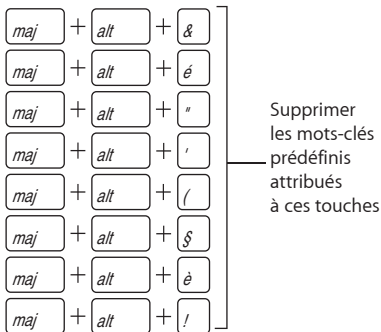 maj + alt + &
maj + alt + é
maj + alt + "
maj + alt + '
maj + alt + (
maj + alt + §
maj + alt + è
maj + alt + !
Supprimer
les mots-clés
prédéfinis
attribués
à ces touches